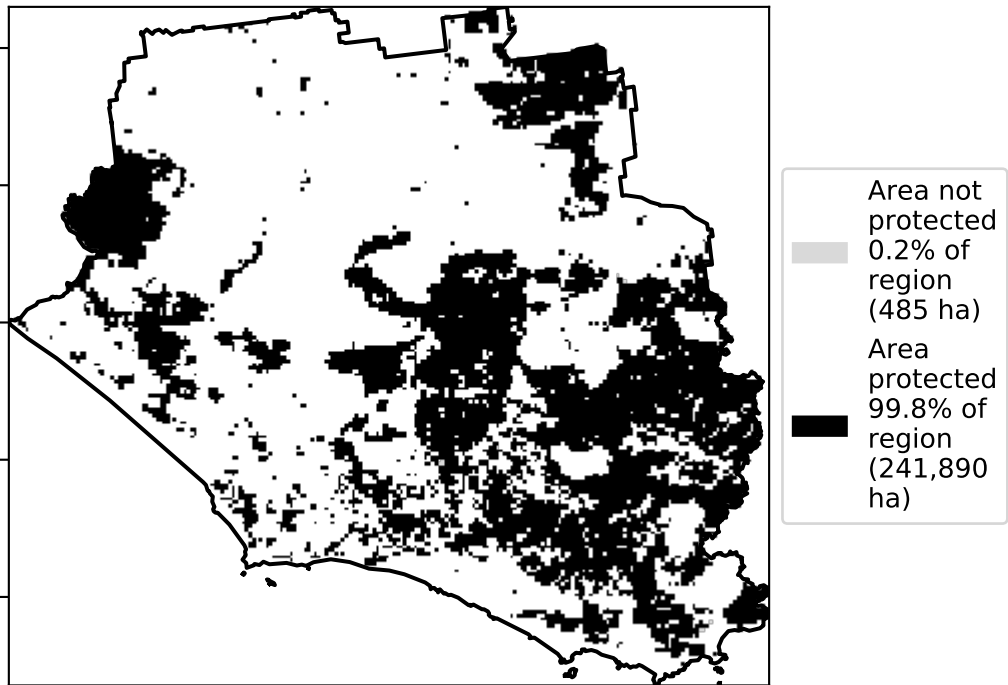 Area not
protected
0.2% of
region
(485 ha)
Area
protected
99.8% of
region
(241,890
ha)